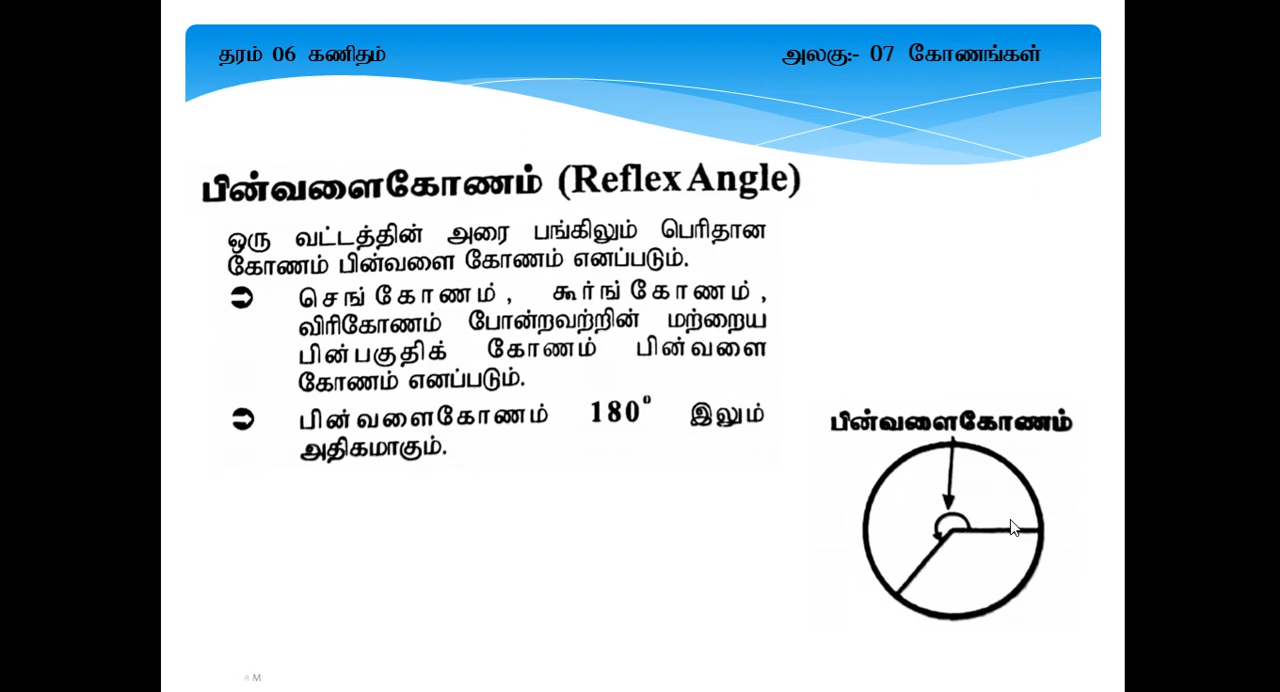 தரம் 06 கணிதம்
அலகு:- 07 கோணங்கள்
பின்வளைகோணம் (Reflex Angle)
ஒரு வட்டத்தின் அரை பங்கிலும் பெரிதான
கோணம் பின்வளை கோணம் எனப்படும்.
➲ செங்கோணம், கூர்ங்கோணம்,
விரிகோணம் போன்றவற்றின் மற்றைய
பின்பகுதிக் கோணம் பின்வளை
கோணம் எனப்படும்.
➲ பின்வளைகோணம் 180° இலும்
அதிகமாகும்.
பின்வளைகோணம்
R M